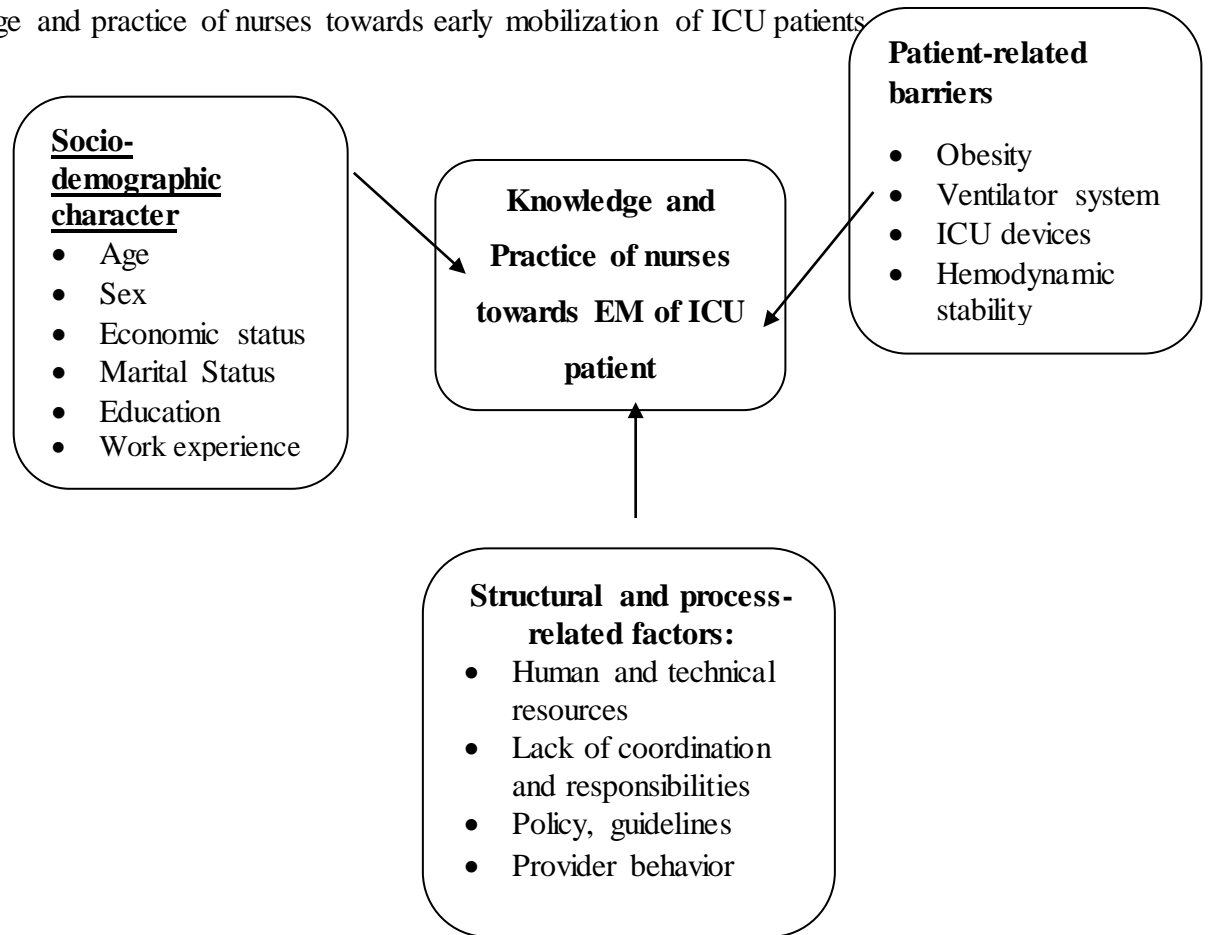 ge and practice of nurses towards early mobilization of ICU patients
Socio-
demographic
character
• Age
• Sex
• Economic status
• Marital Status
• Education
• Work experience
Knowledge and
Practice of nurses
towards EM of ICU
patient
Patient-related
barriers
• Obesity
• Ventilator system
• ICU devices
• Hemodynamic
stability
Structural and process-
related factors:
• Human and technical
resources
• Lack of coordination
and responsibilities
• Policy, guidelines
• Provider behavior